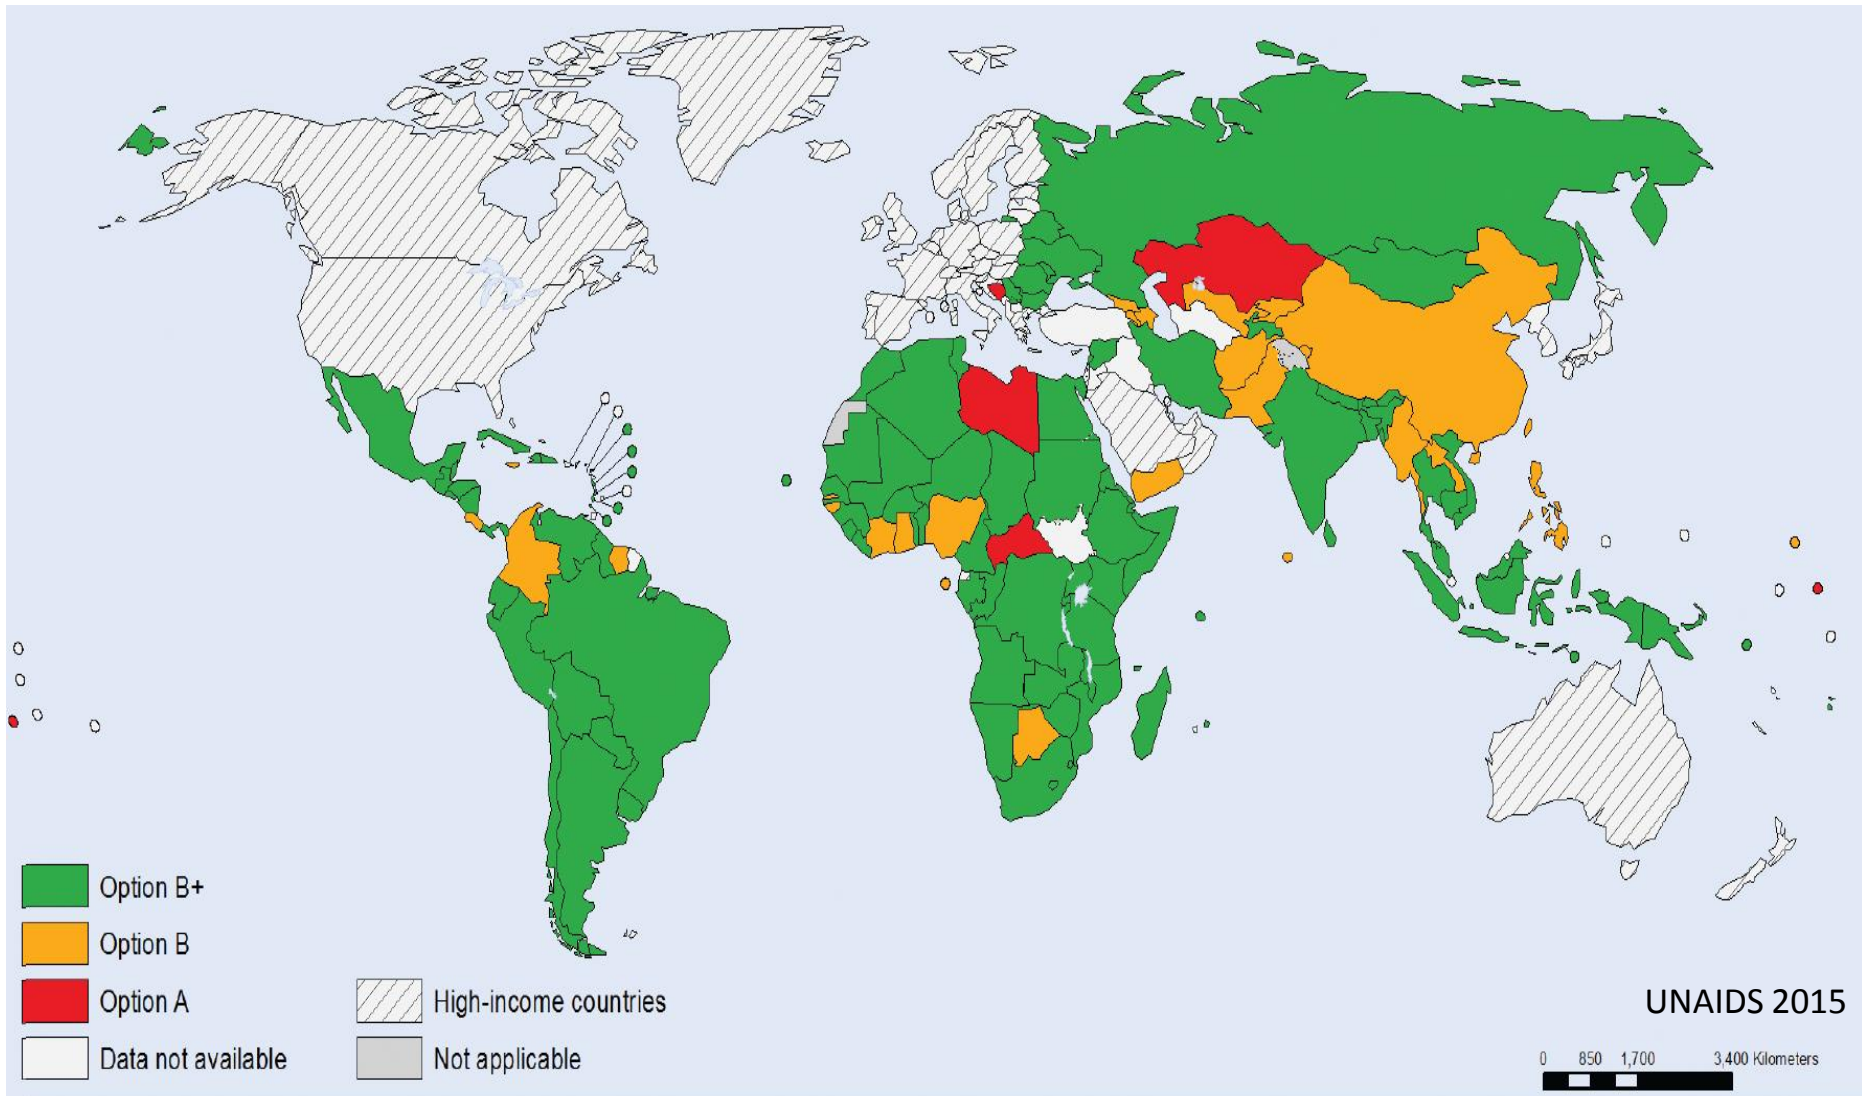 Option B+
Option B
Option A
Data not available
High-income countries
Not applicable
UNAIDS 2015
0 850 1,700 3,400 Kilometers